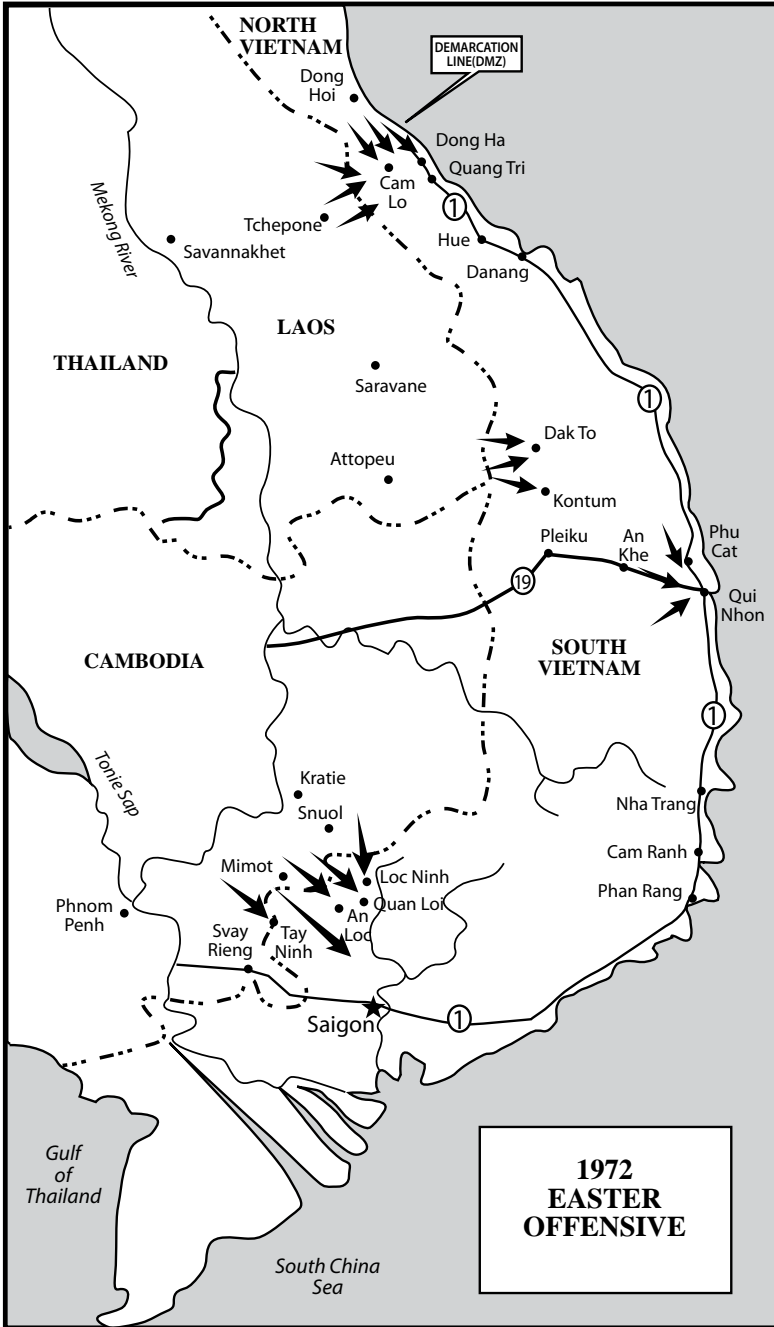 NORTH
VIETNAM
DEMARCATION
LINE(DMZ)
Dong
Hoi
Dong Ha
Quang Tri
Cam
Lo
1
Mekong River
Tchepone
Savannakhet
Hue
Danang
LAOS
THAILAND
Saravane
1
Dak To
Attopeu
Kontum
Pleiku
An
Khe
Phu
Cat
19
Qui
Nhon
CAMBODIA
SOUTH
VIETNAM
1
Tonie Sap
Kratie
Snuol
Nha Trang
Cam Ranh
Mimot
Loc Ninh
Quan Loi
Phan Rang
Phnom
Penh
An
Loc
Svay
Rieng
Tay
Ninh
Saigon
1
Gulf
of
Thailand
1972
EASTER
OFFENSIVE
South China
Sea